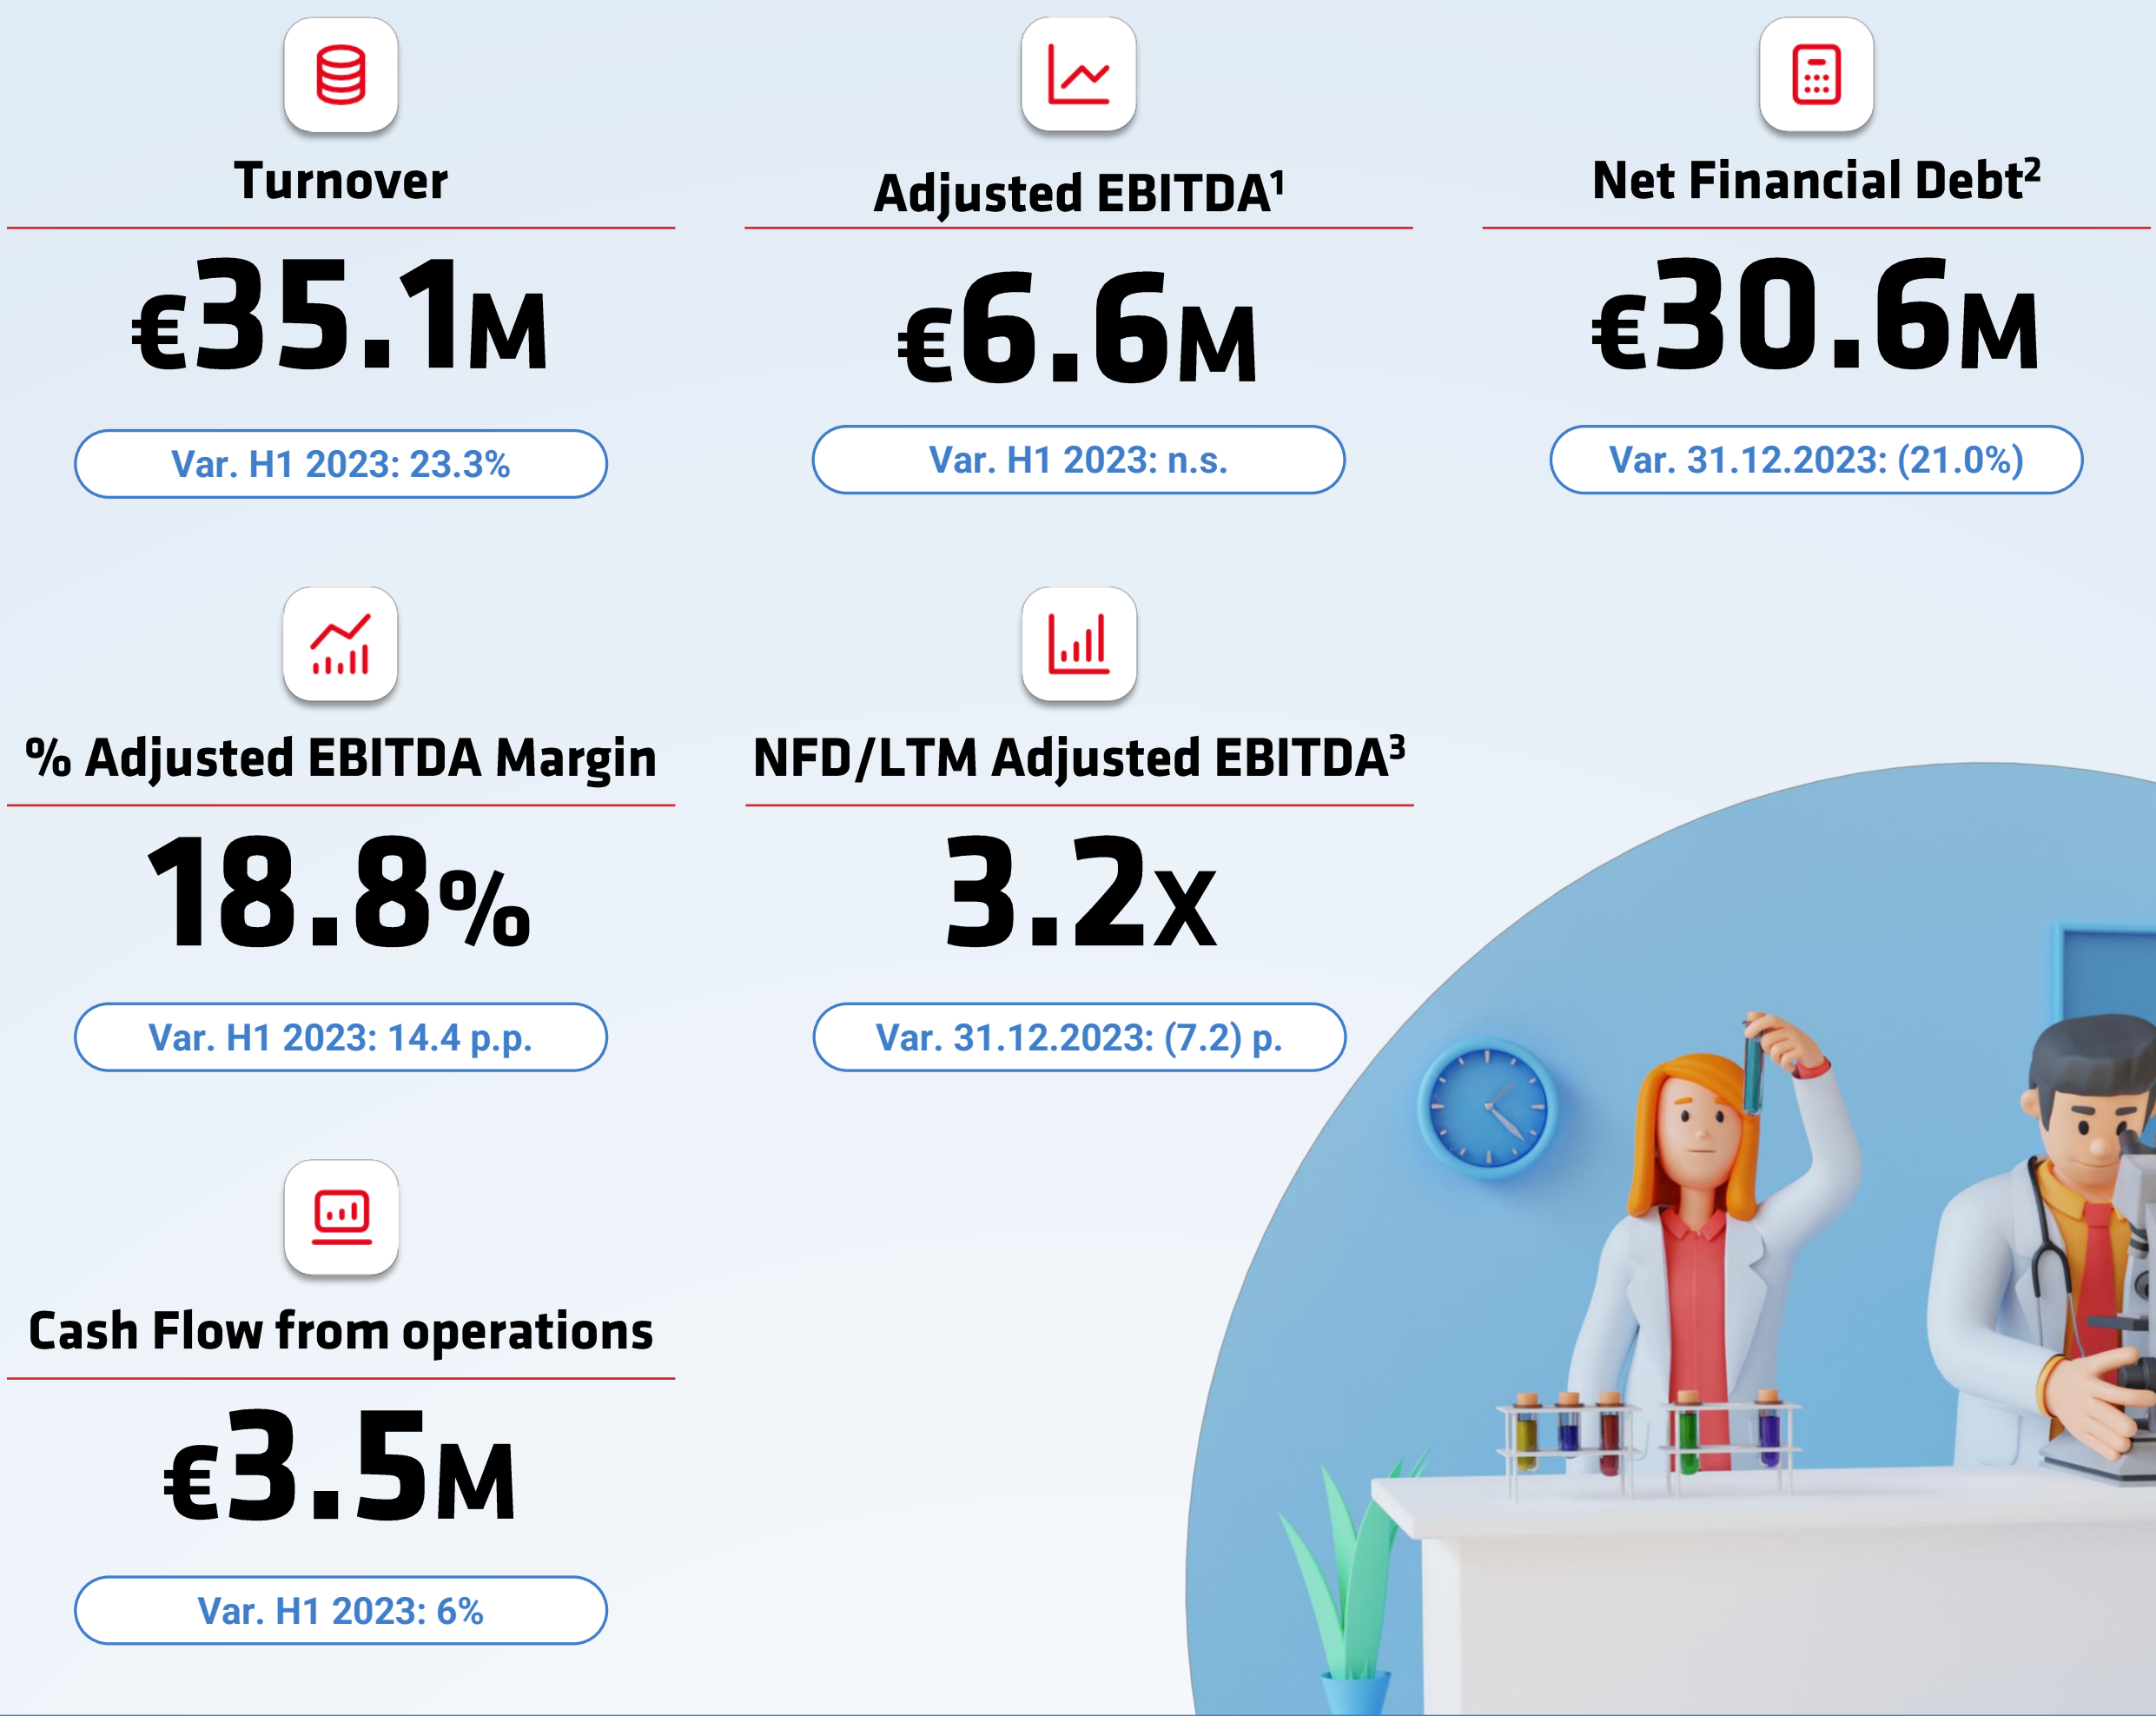 Turnover
€35.1M
Var. H1 2023: 23.3%
Adjusted EBITDA¹
€6.6M
Var. H1 2023: n.s.
Net Financial Debt²
€30.6M
Var. 31.12.2023: (21.0%)
% Adjusted EBITDA Margin
18.8%
Var. H1 2023: 14.4 p.p.
NFD/LTM Adjusted EBITDA³
3.2x
Var. 31.12.2023: (7.2) p.
Cash Flow from operations
€3.5M
Var. H1 2023: 6%